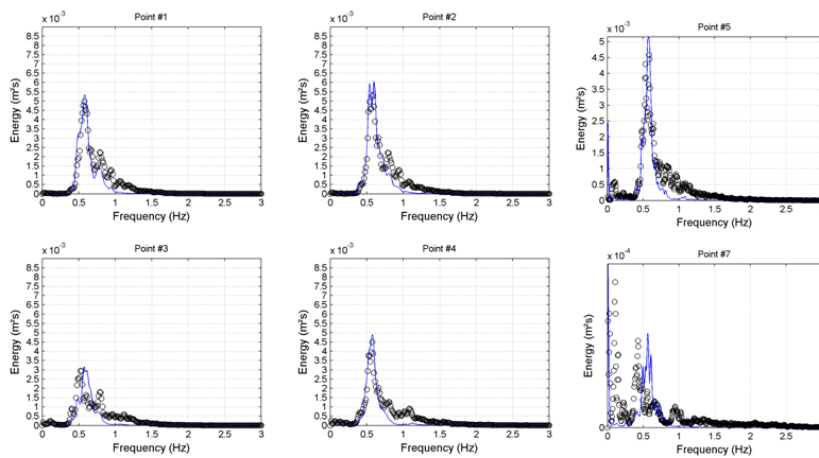 Point #1
x 10⁻³
8.5
8
7.5
7
6.5
6
5.5
5
4.5
4
3.5
3
2.5
2
1.5
1
0.5
0
Energy (m²s)
0 0.5 1 1.5 2 2.5 3
Frequency (Hz)
Point #2
x 10⁻³
8.5
8
7.5
7
6.5
6
5.5
5
4.5
4
3.5
3
2.5
2
1.5
1
0.5
0
Energy (m²s)
0 0.5 1 1.5 2 2.5 3
Frequency (Hz)
Point #5
x 10⁻³
5
4.5
4
3.5
3
2.5
2
1.5
1
0.5
0
Energy (m²s)
0 0.5 1 1.5 2 2.5
Frequency (Hz)
Point #3
x 10⁻³
8.5
8
7.5
7
6.5
6
5.5
5
4.5
4
3.5
3
2.5
2
1.5
1
0.5
0
Energy (m²s)
0 0.5 1 1.5 2 2.5 3
Frequency (Hz)
Point #4
x 10⁻³
8.5
8
7.5
7
6.5
6
5.5
5
4.5
4
3.5
3
2.5
2
1.5
1
0.5
0
Energy (m²s)
0 0.5 1 1.5 2 2.5 3
Frequency (Hz)
Point #7
x 10⁻⁴
0
Energy (m²s)
0 0.5 1 1.5 2 2.5
Frequency (Hz)